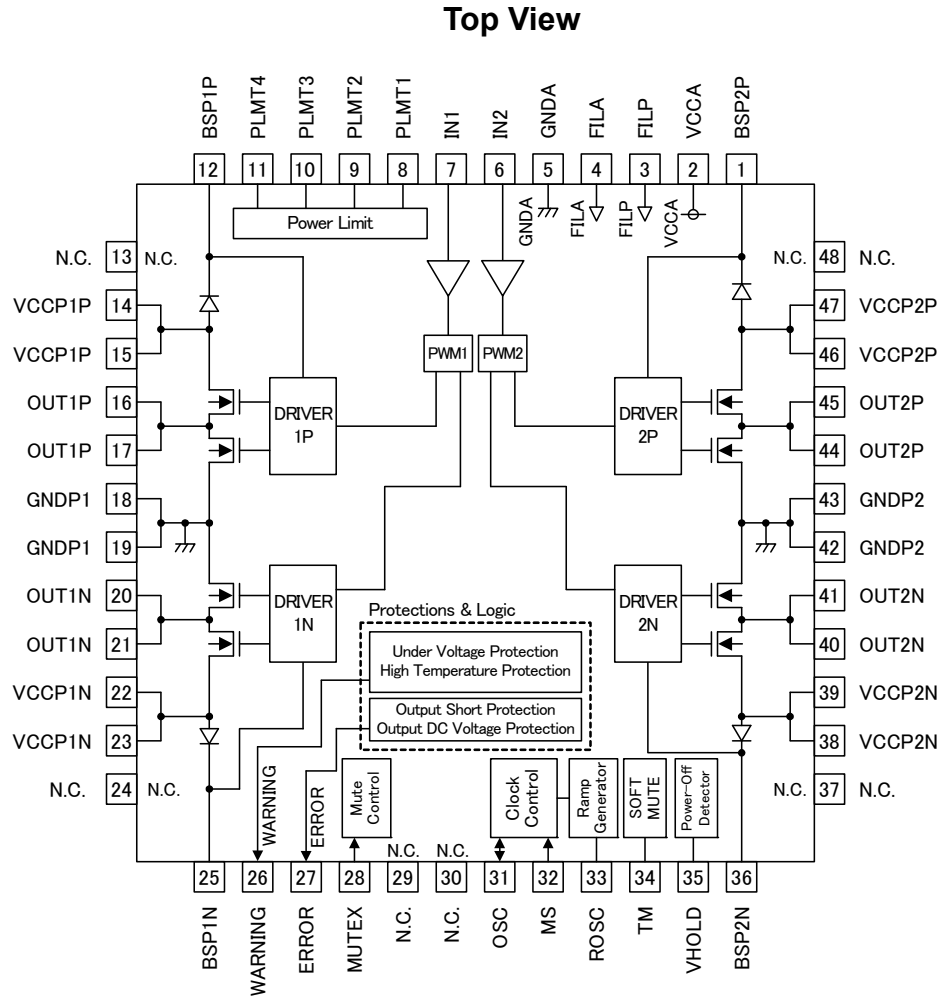 Top View
BSP1P
PLMT4
PLMT3
PLMT2
PLMT1
IN1
IN2
GNDA
FILA
FILP
VCCA
BSP2P
12
11
10
9
8
7
6
5
4
3
2
1
Power Limit
GNDA
FILA
FILP
VCCA
N.C. 13 N.C.
N.C. 48 N.C.
VCCP1P 14
47 VCCP2P
VCCP1P 15
46 VCCP2P
PWM1
PWM2
OUT1P 16
45 OUT2P
DRIVER
1P
DRIVER
2P
OUT1P 17
44 OUT2P
GNDP1 18
43 GNDP2
GNDP1 19
42 GNDP2
OUT1N 20
41 OUT2N
DRIVER
1N
DRIVER
2N
Protections & Logic
OUT1N 21
40 OUT2N
Under Voltage Protection
High Temperature Protection
VCCP1N 22
39 VCCP2N
Output Short Protection
Output DC Voltage Protection
VCCP1N 23
38 VCCP2N
N.C. 24 N.C.
N.C. 37 N.C.
WARNING
ERROR
Mute
Control
Clock
Control
Ramp
Generator
SOFT
MUTE
Power-Off
Detector
N.C.
N.C.
25
26
27
28
29
30
31
32
33
34
35
36
BSP1N
WARNING
ERROR
MUTEX
N.C.
N.C.
OSC
MS
ROSC
TM
VHOLD
BSP2N